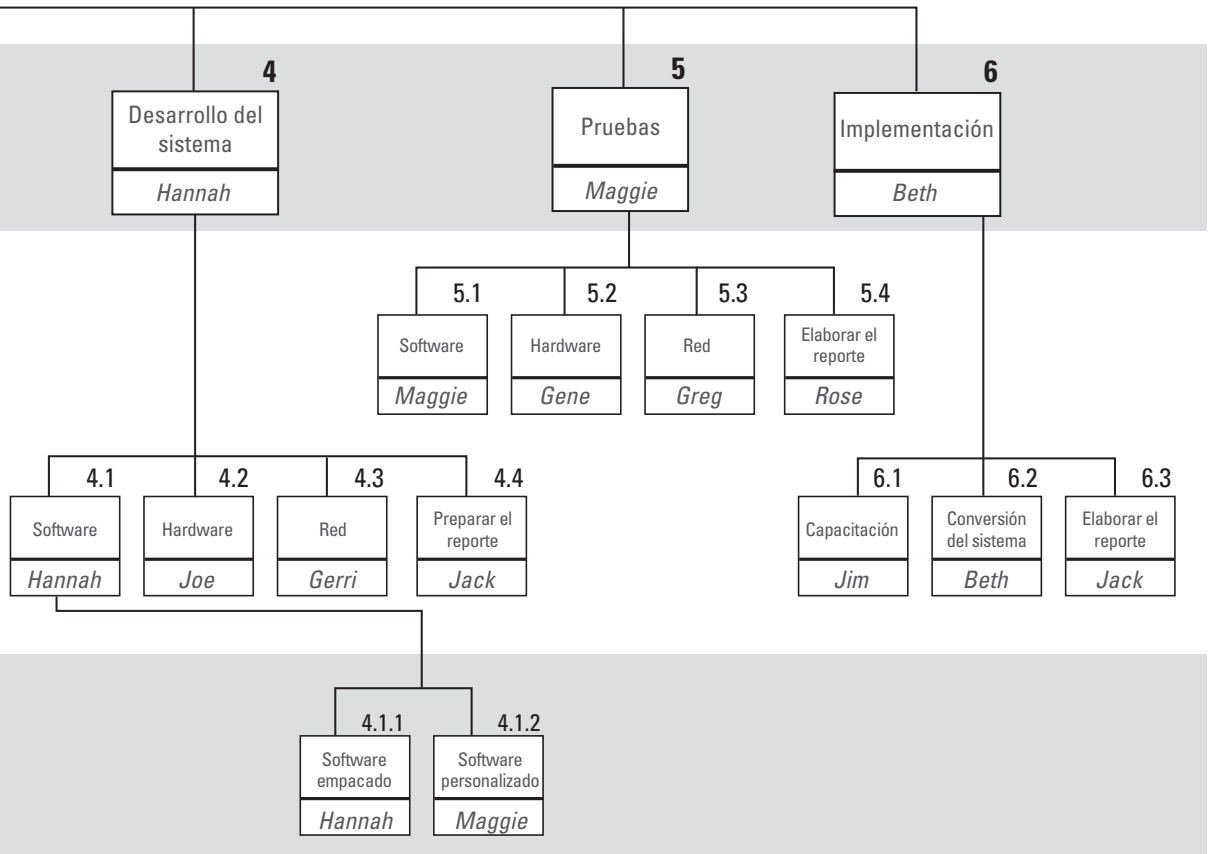 4
Desarrollo del
sistema
Hannah
5
Pruebas
Maggie
6
Implementación
Beth
5.1
Software
Maggie
5.2
Hardware
Gene
5.3
Red
Greg
5.4
Elaborar el
reporte
Rose
4.1
Software
Hannah
4.2
Hardware
Joe
4.3
Red
Gerri
4.4
Preparar el
reporte
Jack
6.1
Capacitación
Jim
6.2
Conversión
del sistema
Beth
6.3
Elaborar el
reporte
Jack
4.1.1
Software
empacado
Hannah
4.1.2
Software
personalizado
Maggie